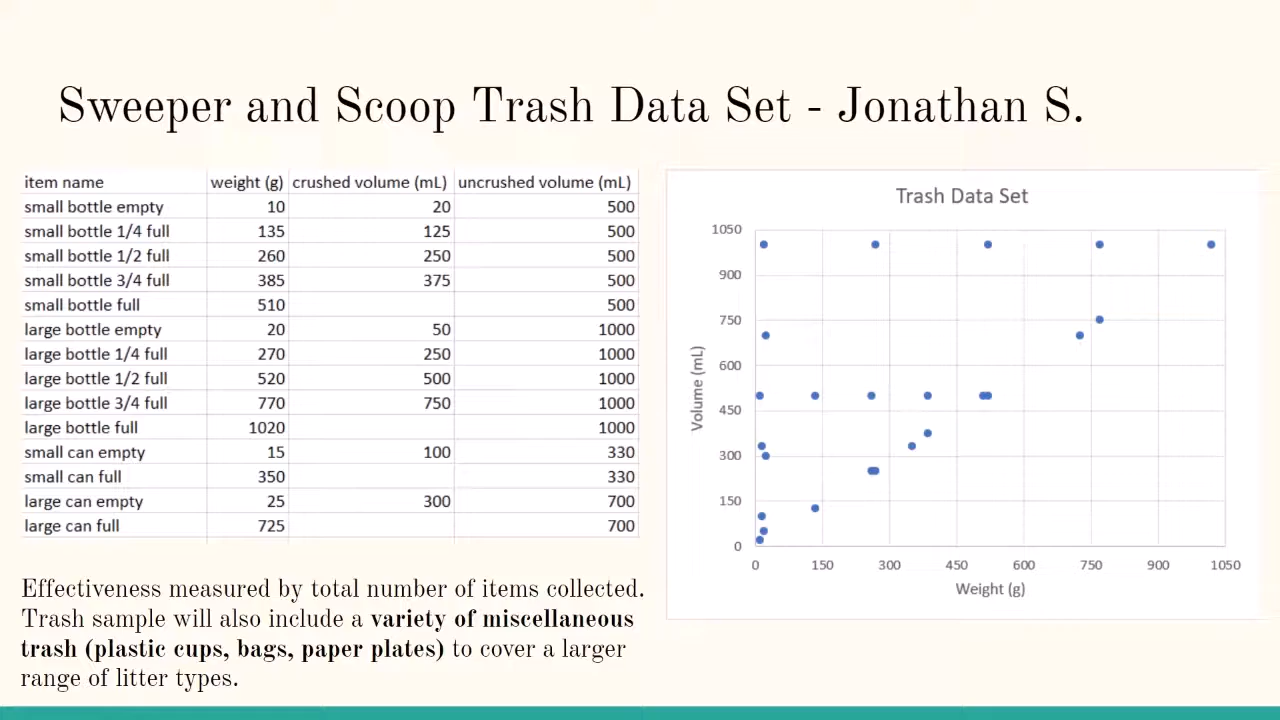 Sweeper and Scoop Trash Data Set - Jonathan S.
item name weight (g) crushed volume (mL) uncrushed volume (mL)
small bottle empty 10 20 500
small bottle 1/4 full 135 125 500
small bottle 1/2 full 260 250 500
small bottle 3/4 full 385 375 500
small bottle full 510 500
large bottle empty 20 50 1000
large bottle 1/4 full 270 250 1000
large bottle 1/2 full 520 500 1000
large bottle 3/4 full 770 750 1000
large bottle full 1020 1000
small can empty 15 100 330
small can full 350 330
large can empty 25 300 700
large can full 725 700
Effectiveness measured by total number of items collected.
Trash sample will also include a variety of miscellaneous
trash (plastic cups, bags, paper plates) to cover a larger
range of litter types.
Trash Data Set
Volume (mL)
1050
900
750
600
450
300
150
0
0 150 300 450 600 750 900 1050
Weight (g)